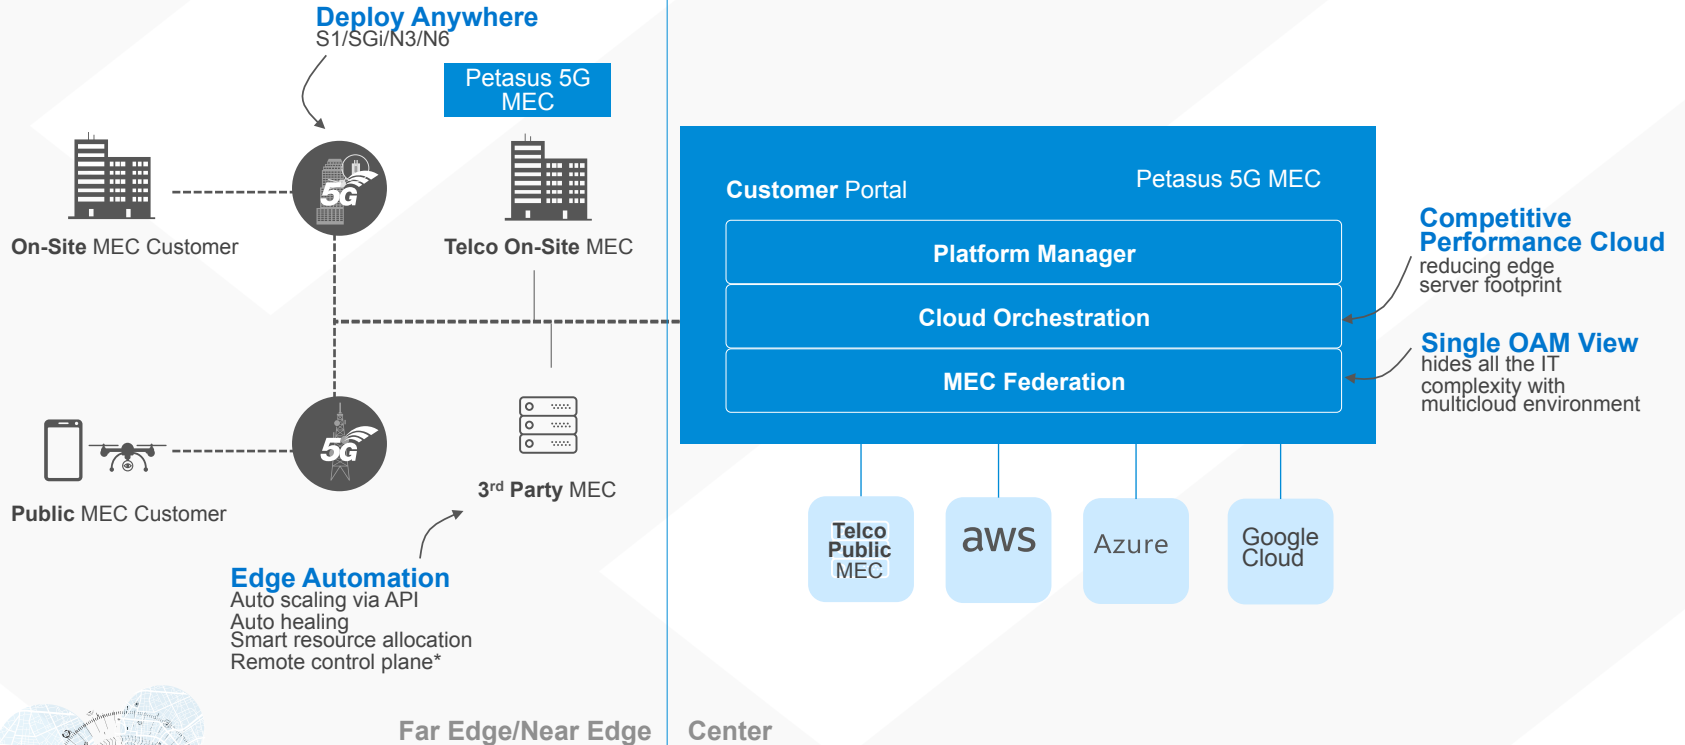 Deploy Anywhere
S1/SGi/N3/N6
Petasus 5G
MEC
5G
On-Site MEC Customer
Telco On-Site MEC
5G
Public MEC Customer
3rd Party MEC
Edge Automation
Auto scaling via API
Auto healing
Smart resource allocation
Remote control plane*
Far Edge/Near Edge
Customer Portal
Petasus 5G MEC
Platform Manager
Cloud Orchestration
MEC Federation
Competitive
Performance Cloud
reducing edge
server footprint
Single OAM View
hides all the IT
complexity with
multicloud environment
Telco
Public
MEC
aws
Azure
Google
Cloud
Center